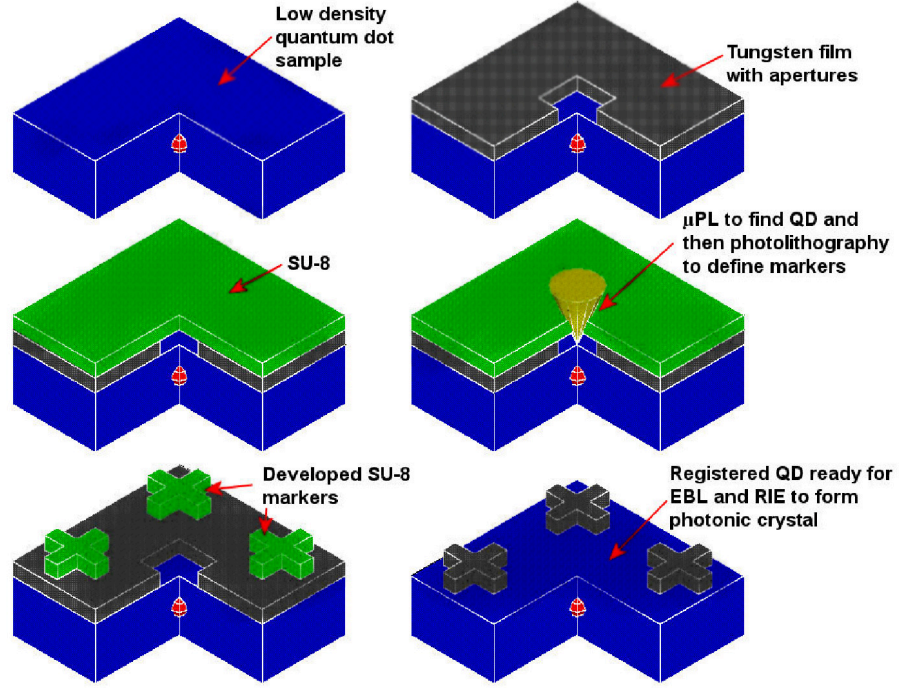 Low density
quantum dot
sample
Tungsten film
with apertures
SU-8
µPL to find QD and
then photolithography
to define markers
Developed SU-8
markers
Registered QD ready for
EBL and RIE to form
photonic crystal